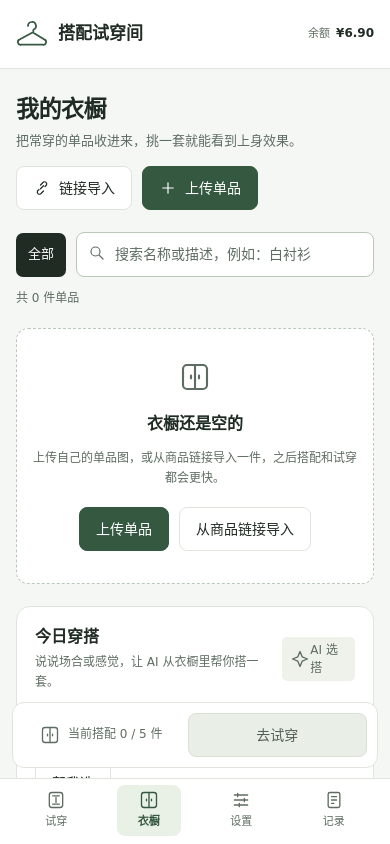 搭配试穿间
余额 ¥6.90
我的衣橱
把常穿的单品收进来，挑一套就能看到上身效果。
链接导入
上传单品
全部
搜索名称或描述，例如：白衬衫
共 0 件单品
衣橱还是空的
上传自己的单品图，或从商品链接导入一件，之后搭配和试穿
都会更快。
上传单品
从商品链接导入
今日穿搭
说说场合或感觉，让 AI 从衣橱里帮你搭一
套。
AI 选
搭
当前搭配 0 / 5 件
去试穿
试穿
衣橱
设置
记录